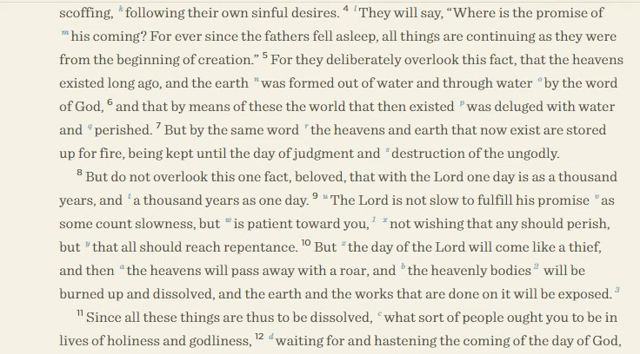 scoffing, k following their own sinful desires. 4 l They will say, “Where is the promise of
m his coming? For ever since the fathers fell asleep, all things are continuing as they were
from the beginning of creation.” 5 For they deliberately overlook this fact, that the heavens
existed long ago, and the earth n was formed out of water and through water o by the word
of God, 6 and that by means of these the world that then existed p was deluged with water
and q perished. 7 But by the same word r the heavens and earth that now exist are stored
up for fire, being kept until the day of judgment and s destruction of the ungodly.
8 But do not overlook this one fact, beloved, that with the Lord one day is as a thousand
years, and t a thousand years as one day. 9 u The Lord is not slow to fulfill his promise v as
some count slowness, but w is patient toward you, 1 x not wishing that any should perish,
but y that all should reach repentance. 10 But z the day of the Lord will come like a thief,
and then a the heavens will pass away with a roar, and b the heavenly bodies 2 will be
burned up and dissolved, and the earth and the works that are done on it will be exposed. 3
11 Since all these things are thus to be dissolved, c what sort of people ought you to be in
lives of holiness and godliness, 12 d waiting for and hastening the coming of the day of God,